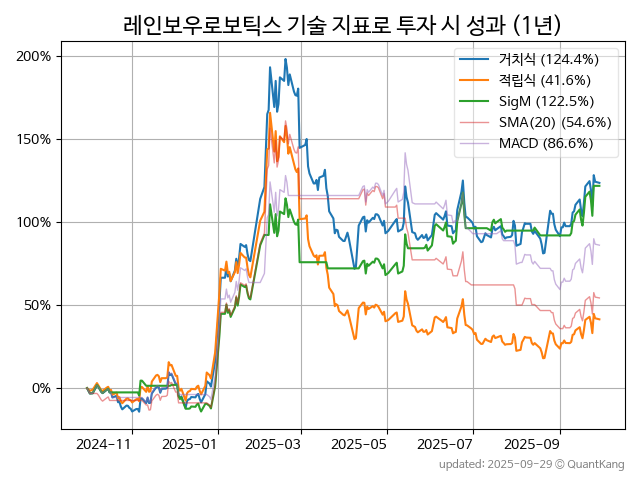 레인보우로보틱스 기술 지표로 투자 시 성과 (1년)
200%
150%
100%
50%
0%
거치식 (124.4%)
적립식 (41.6%)
SigM (122.5%)
SMA(20) (54.6%)
MACD (86.6%)
2024-11
2025-01
2025-03
2025-05
2025-07
2025-09
updated: 2025-09-29 © QuantKang